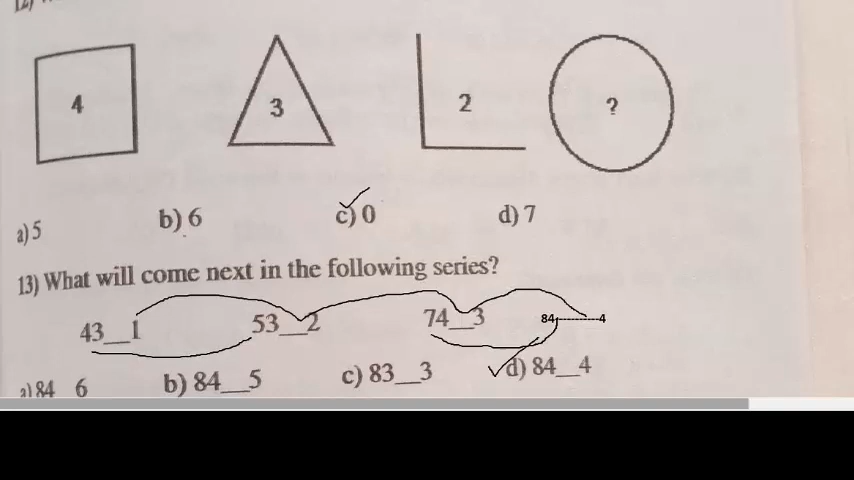 12)
4 3 2 ?
a) 5 b) 6 c) 0 d) 7
13) What will come next in the following series?
43__1 53__2 74__3 84--------4
a) 84__6 b) 84__5 c) 83__3 d) 84__4